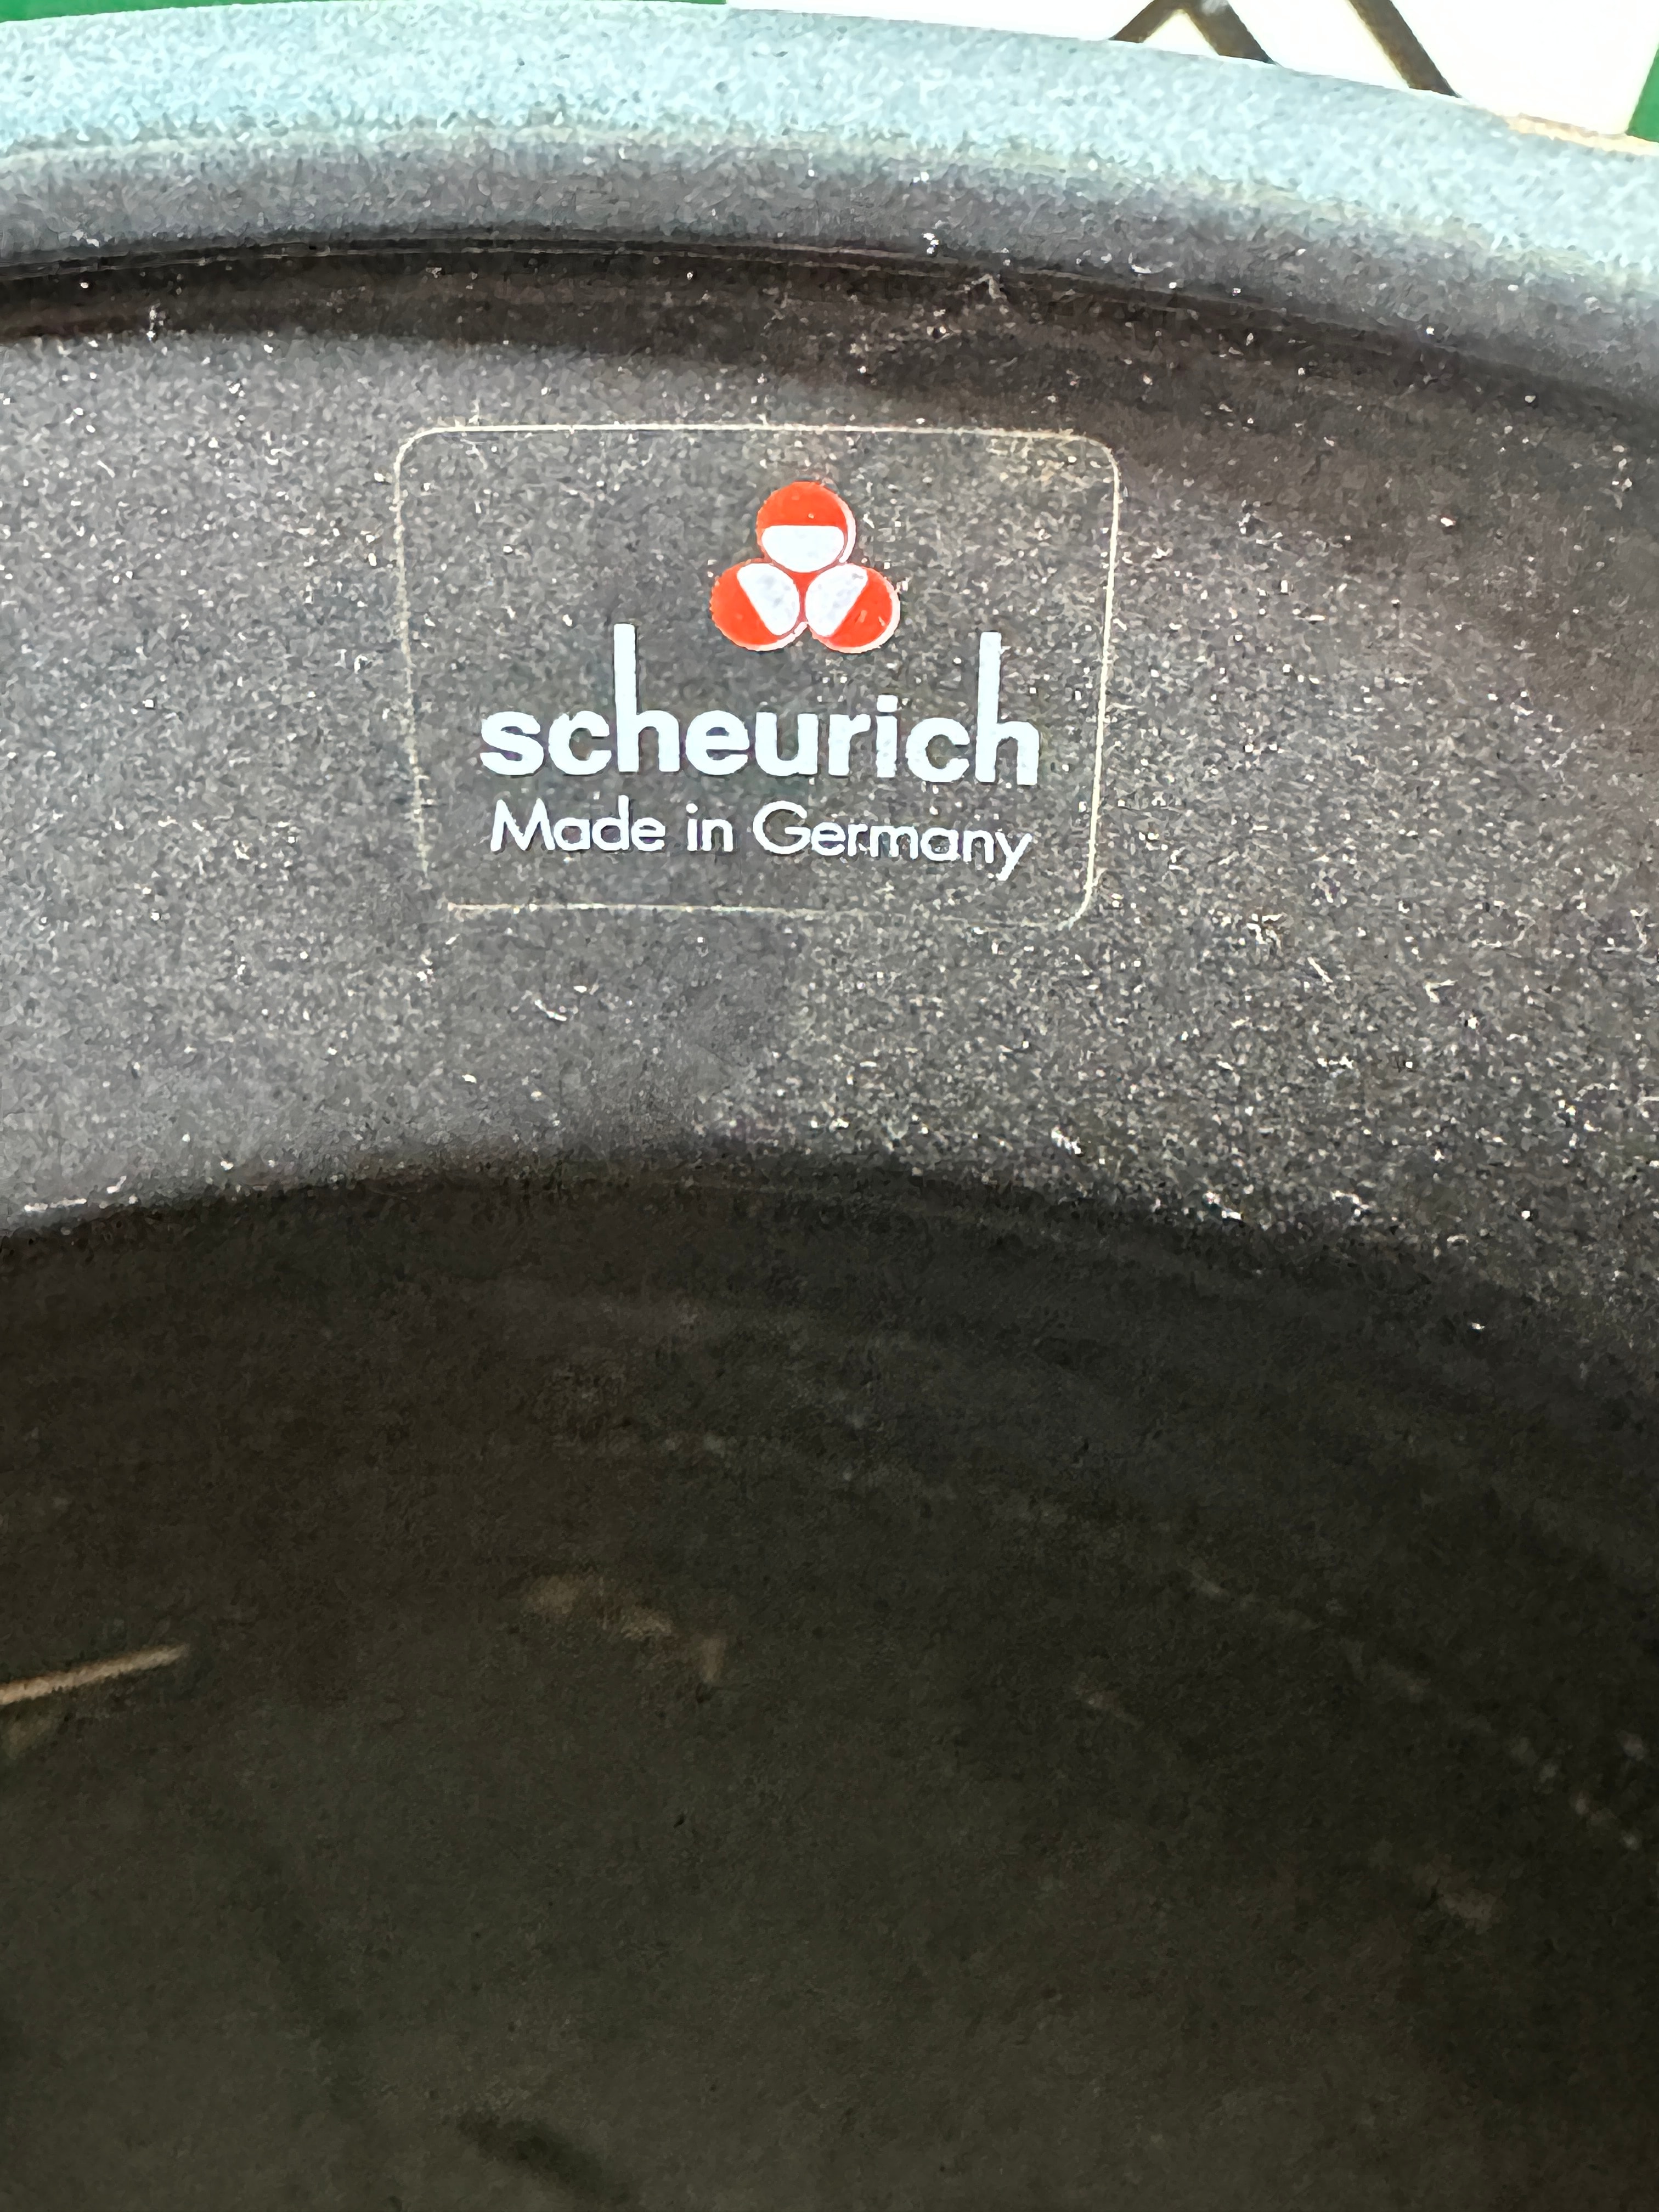 scheurich
Made in Germany